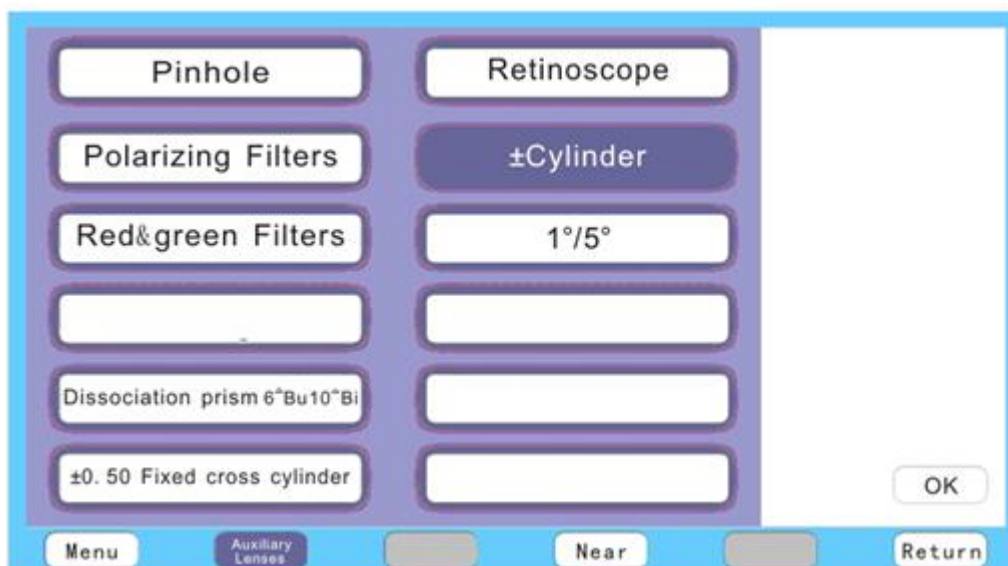 Pinhole
Retinoscope
Polarizing Filters
±Cylinder
Red&green Filters
1°/5°
Dissociation prism 6^Bu10^Bi
±0.50 Fixed cross cylinder
OK
Menu
Auxiliary
Lenses
Near
Return